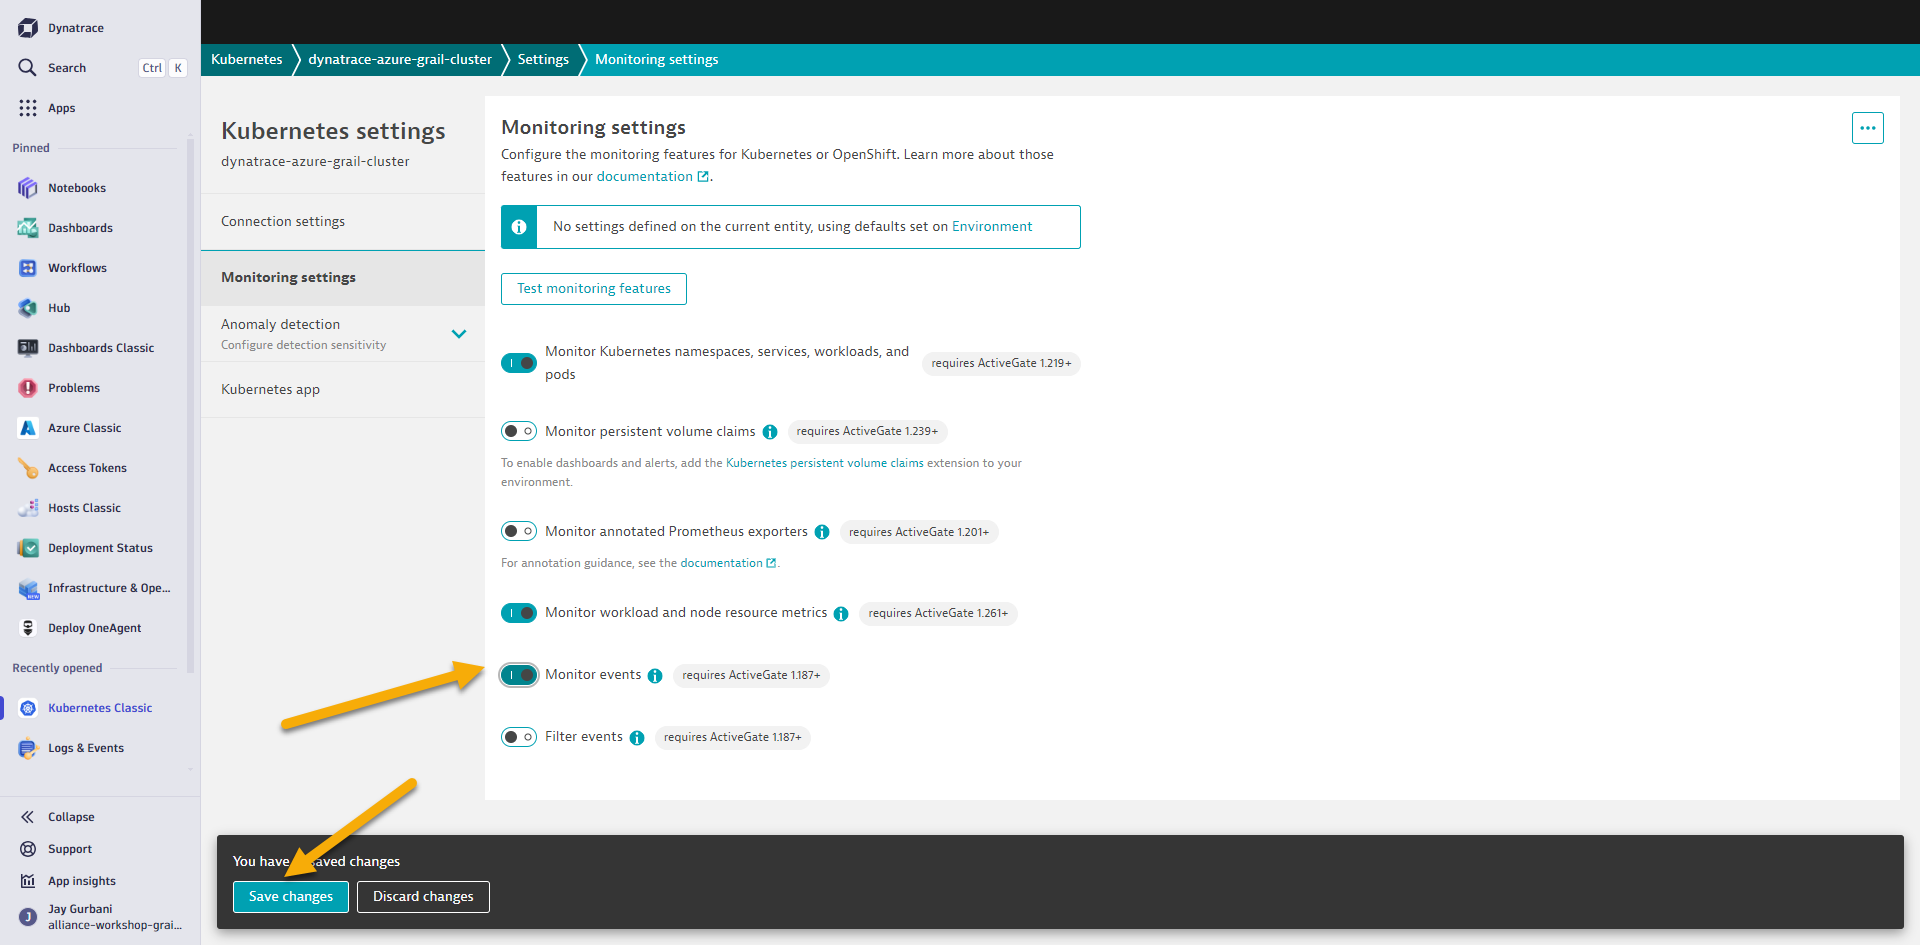 Dynatrace
Search Ctrl K
Apps
Pinned
Notebooks
Dashboards
Workflows
Hub
Dashboards Classic
Problems
Azure Classic
Access Tokens
Hosts Classic
Deployment Status
Infrastructure & Ope...
Deploy OneAgent
Recently opened
Kubernetes Classic
Logs & Events
Collapse
Support
App insights
J
Jay Gurbani
alliance-workshop-grai...
Kubernetes dynatrace-azure-grail-cluster Settings Monitoring settings
Kubernetes settings
dynatrace-azure-grail-cluster
Connection settings
Monitoring settings
Anomaly detection
Configure detection sensitivity
Kubernetes app
Monitoring settings
Configure the monitoring features for Kubernetes or OpenShift. Learn more about those
features in our documentation .
No settings defined on the current entity, using defaults set on Environment
Test monitoring features
Monitor Kubernetes namespaces, services, workloads, and
pods
requires ActiveGate 1.219+
Monitor persistent volume claims requires ActiveGate 1.239+
To enable dashboards and alerts, add the Kubernetes persistent volume claims extension to your
environment.
Monitor annotated Prometheus exporters requires ActiveGate 1.201+
For annotation guidance, see the documentation .
Monitor workload and node resource metrics requires ActiveGate 1.261+
Monitor events requires ActiveGate 1.187+
Filter events requires ActiveGate 1.187+
You have saved changes
Save changes Discard changes